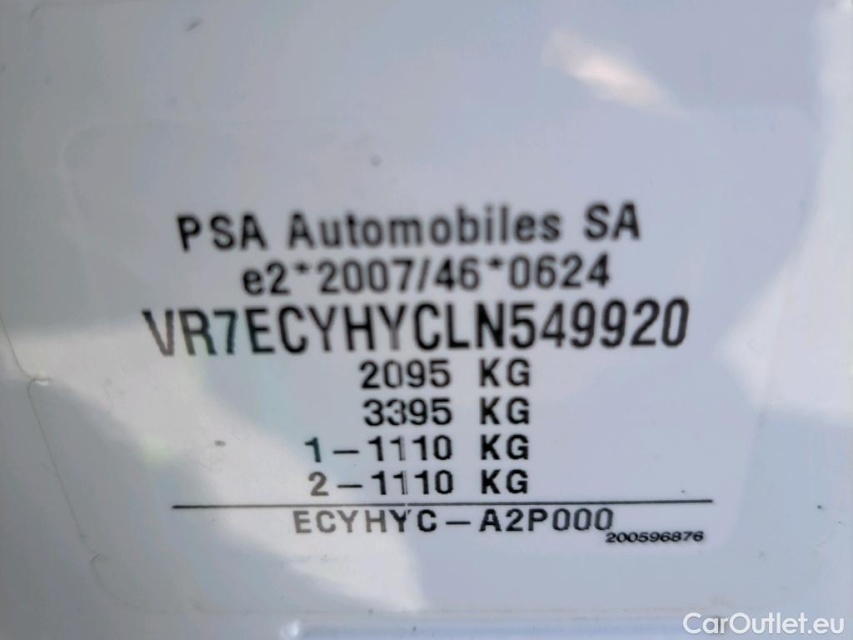 PSA Automobiles SA
e2*2007/46*0624
VR7ECYHYCLN549920
2095 KG
3395 KG
1-1110 KG
2-1110 KG
ECYHYC-A2P000
200596876
CarOutlet.eu